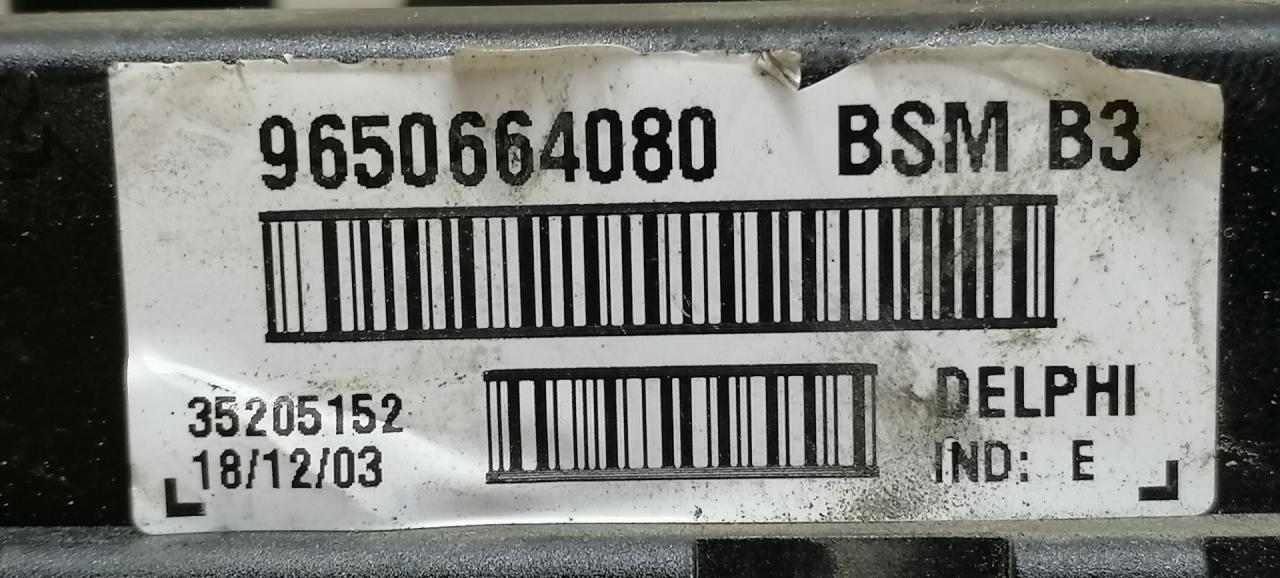 9650664080 BSM B3
35205152
18/12/03
DELPHI
IND: E